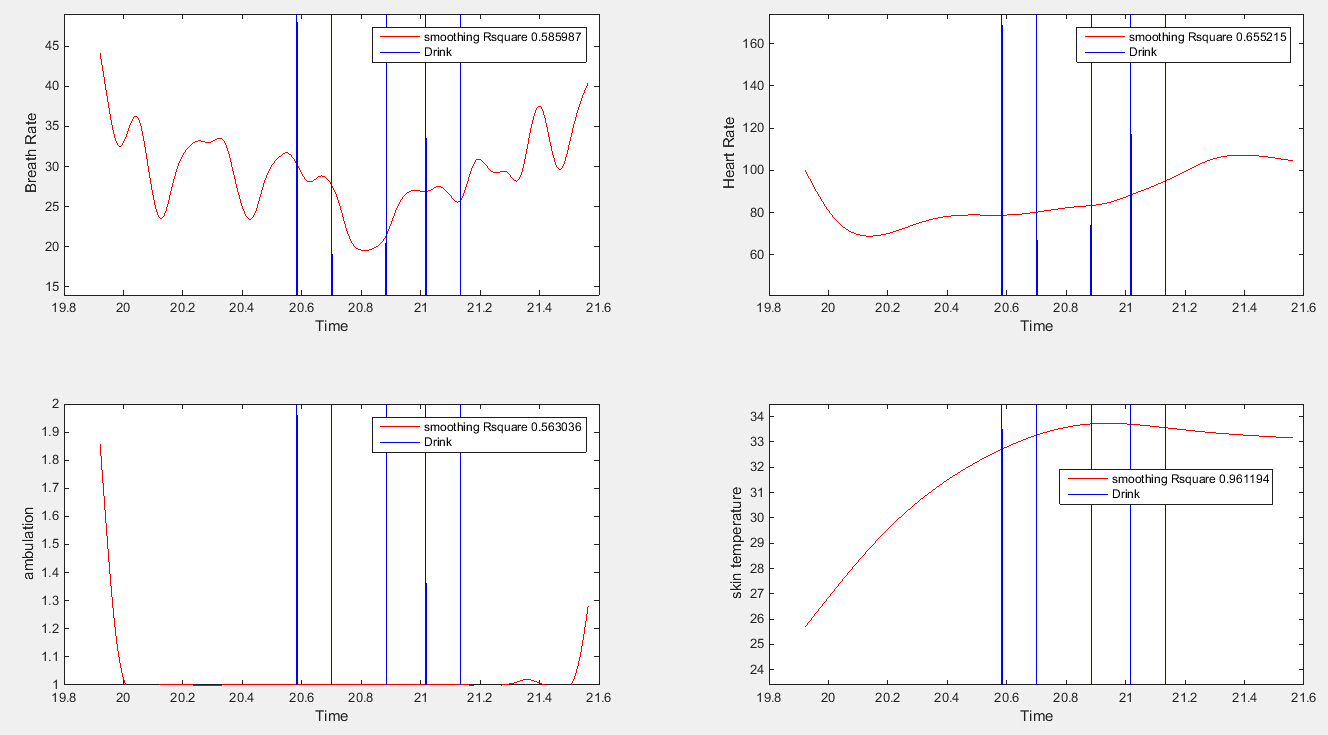 smoothing Rsquare 0.585987
Drink
45
40
35
30
25
20
15
Breath Rate
19.8 20 20.2 20.4 20.6 20.8 21 21.2 21.4 21.6
Time
smoothing Rsquare 0.655215
Drink
160
140
120
100
80
60
Heart Rate
19.8 20 20.2 20.4 20.6 20.8 21 21.2 21.4 21.6
Time
smoothing Rsquare 0.563036
Drink
2
1.9
1.8
1.7
1.6
1.5
1.4
1.3
1.2
1.1
1
ambulation
19.8 20 20.2 20.4 20.6 20.8 21 21.2 21.4 21.6
Time
smoothing Rsquare 0.961194
Drink
34
33
32
31
30
29
28
27
26
25
24
skin temperature
19.8 20 20.2 20.4 20.6 20.8 21 21.2 21.4 21.6
Time